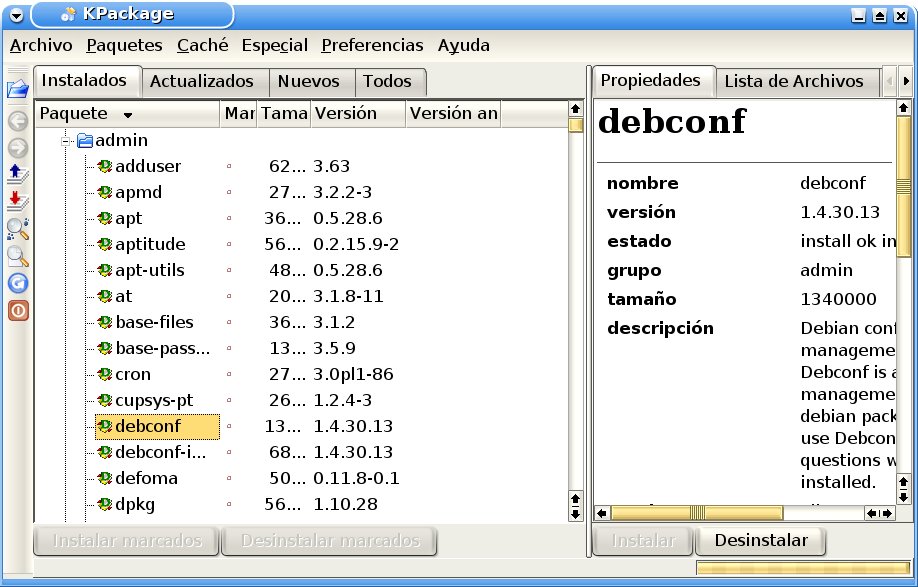 KPackage
Archivo Paquetes Caché Especial Preferencias Ayuda
Instalados Actualizados Nuevos Todos
Paquete Mar Tama Versión Versión an
admin
adduser 62... 3.63
apmd 27... 3.2.2-3
apt 36... 0.5.28.6
aptitude 56... 0.2.15.9-2
apt-utils 48... 0.5.28.6
at 20... 3.1.8-11
base-files 36... 3.1.2
base-pass... 13... 3.5.9
cron 27... 3.0pl1-86
cupsys-pt 26... 1.2.4-3
debconf 13... 1.4.30.13
debconf-i... 68... 1.4.30.13
defoma 50... 0.11.8-0.1
dpkg 56... 1.10.28
Instalar marcados Desinstalar marcados
Propiedades Lista de Archivos
debconf
nombre debconf
versión 1.4.30.13
estado install ok in
grupo admin
tamaño 1340000
descripción Debian conf
manageme
Debconf is a
manageme
debian pack
use Debcon
questions w
installed.
Instalar Desinstalar